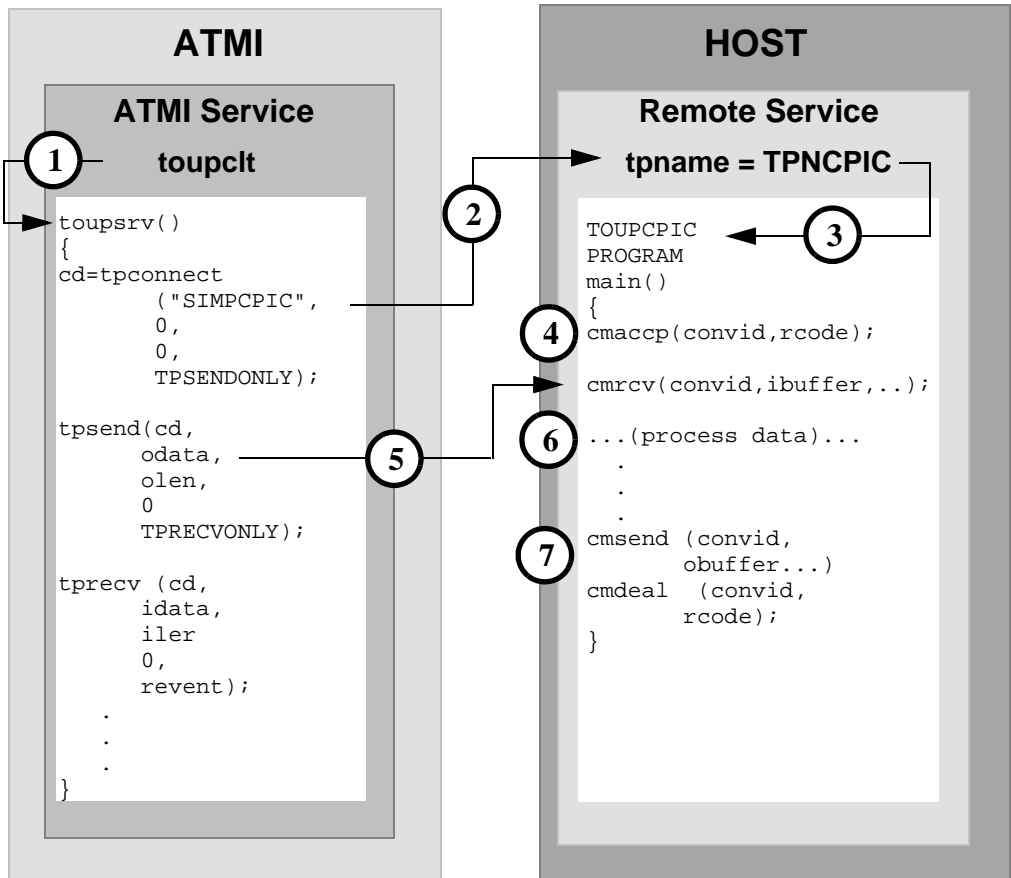 ATMI
ATMI Service
1
toupclt
toupsrv()
{
cd=tpconnect
("SIMPCPIC",
0,
0,
TPSENDONLY);
2
tpsend(cd,
odata,
olen,
0
TPRECVONLY);
5
tprecv (cd,
idata,
iler
0,
revent);
.
.
.
}
HOST
Remote Service
tpname = TPNCPIC
3
TOUPCPIC
PROGRAM
main()
{
4
cmaccp(convid,rcode);
cmrcv(convid,ibuffer,..);
6
...(process data)...
.
.
.
7
cmsend (convid,
obuffer...)
cmdeal (convid,
rcode);
}